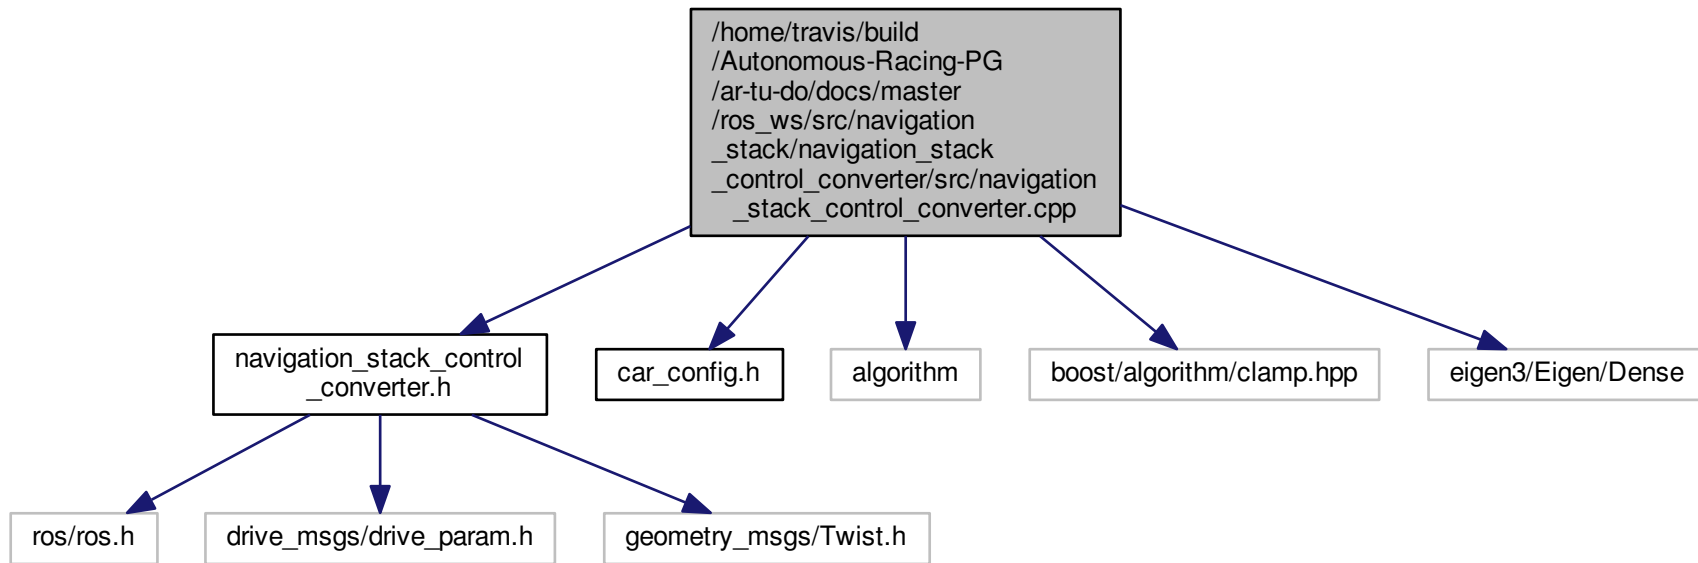 /home/travis/build
/Autonomous-Racing-PG
/ar-tu-do/docs/master
/ros_ws/src/navigation
_stack/navigation_stack
_control_converter/src/navigation
_stack_control_converter.cpp
navigation_stack_control
_converter.h
car_config.h
algorithm
boost/algorithm/clamp.hpp
eigen3/Eigen/Dense
ros/ros.h
drive_msgs/drive_param.h
geometry_msgs/Twist.h